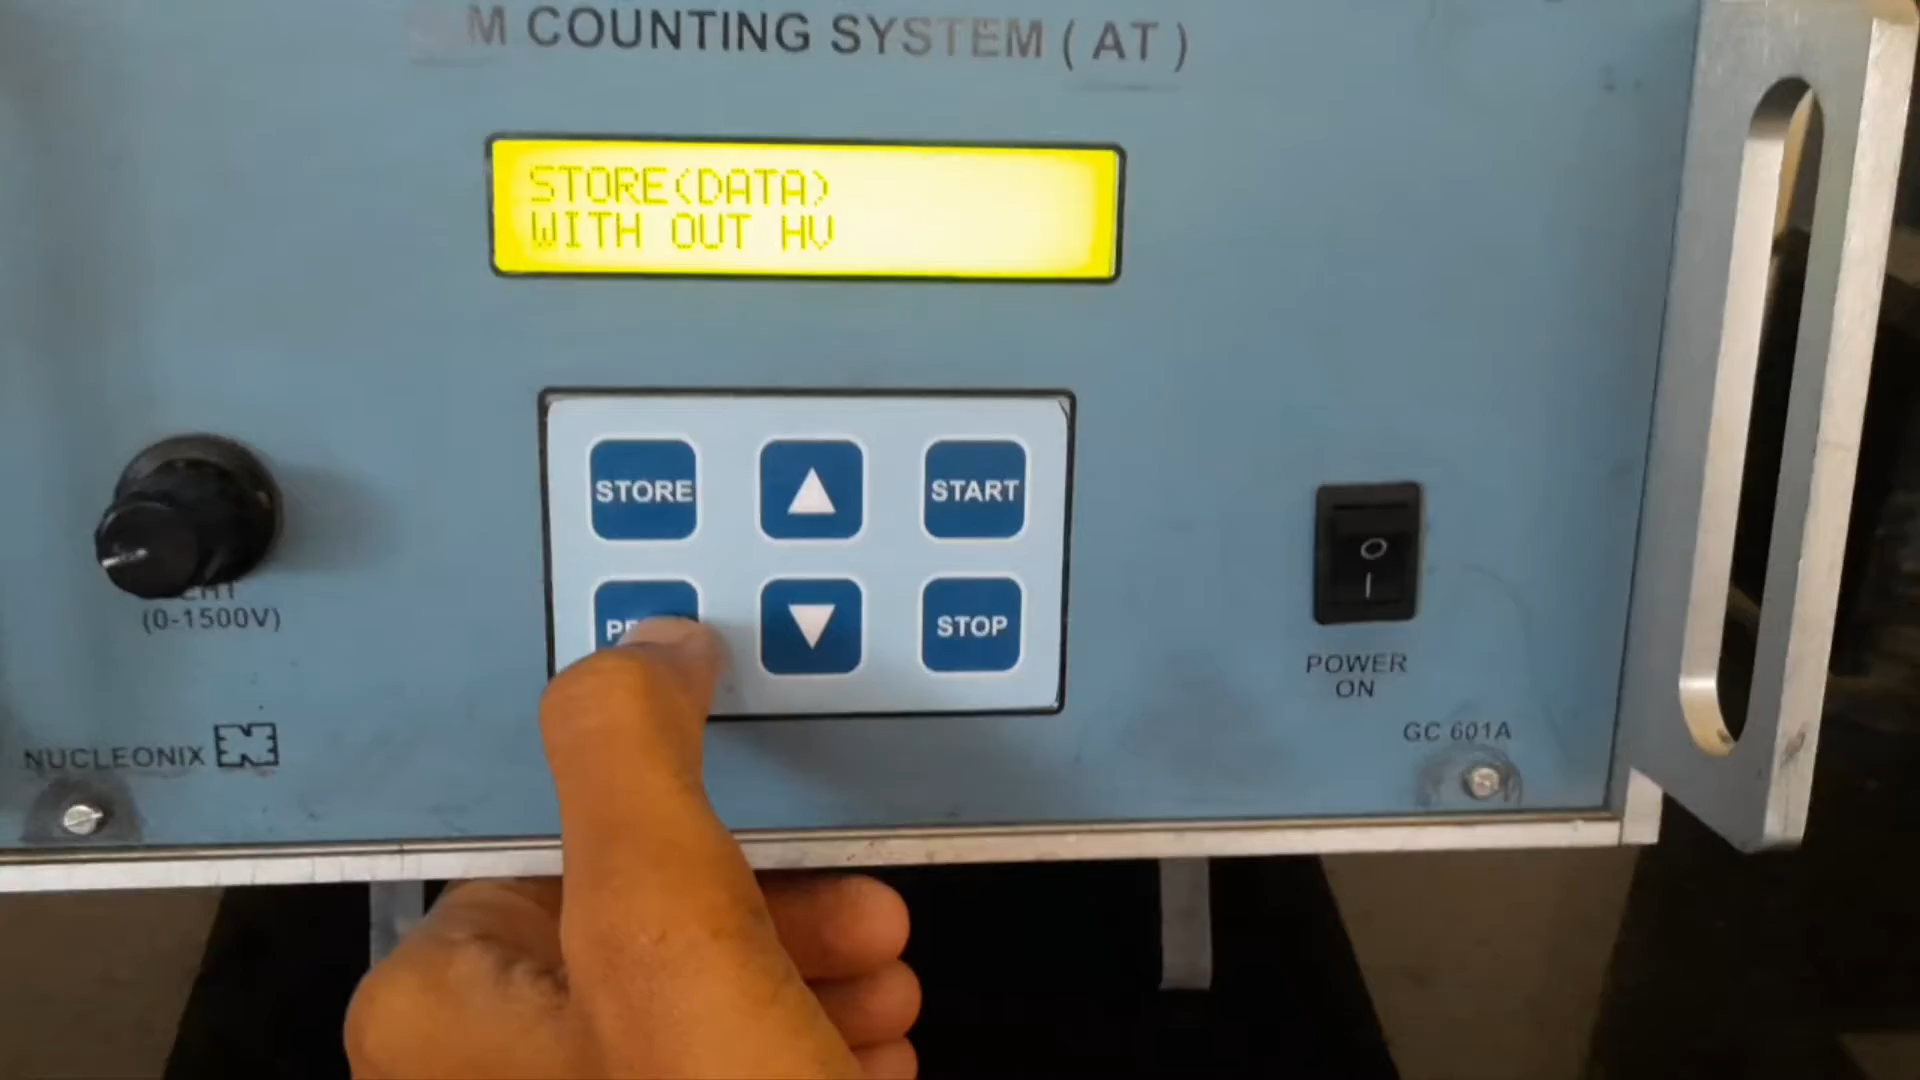 M COUNTING SYSTEM ( AT )
STORE(DATA)
WITH OUT HV
STORE
START
STOP
(0-1500V)
POWER
ON
NUCLEONIX
GC 601A